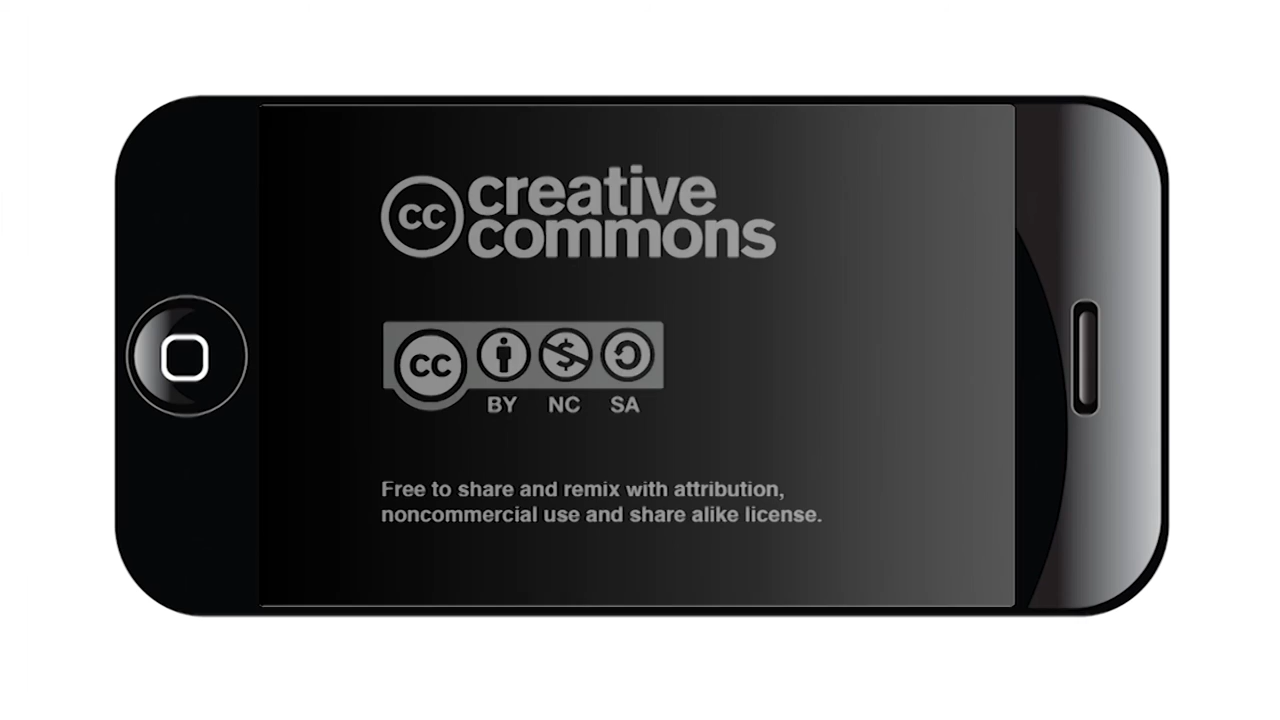 cc creative
commons
cc
BY NC SA
Free to share and remix with attribution,
noncommercial use and share alike license.